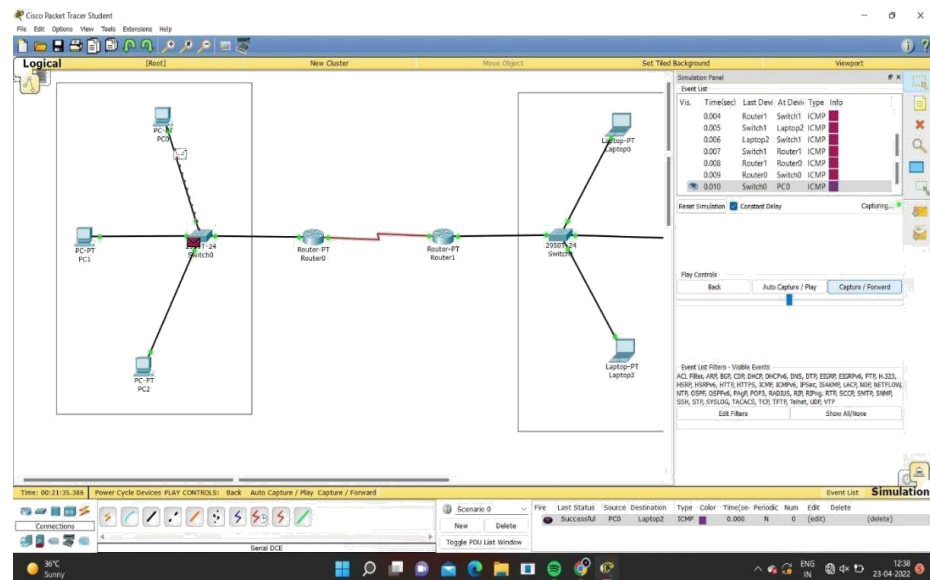 Cisco Packet Tracer Student
File Edit Options View Tools Extensions Help
Logical [Root] New Cluster Move Object Set Tiled Background Viewport
Simulation Panel
Event List
Vis. Time(sec) Last Devi At Devic Type Info
0.004 Router1 Switch1 ICMP
0.005 Switch1 Laptop2 ICMP
0.006 Laptop2 Switch1 ICMP
0.007 Switch1 Router1 ICMP
0.008 Router1 Router0 ICMP
0.009 Router0 Switch0 ICMP
0.010 Switch0 PC0 ICMP
Reset Simulation Constant Delay Capturing...
Play Controls
Back Auto Capture / Play Capture / Forward
Event List Filters - Visible Events
ACL Filter, ARP, BGP, CDP, DHCP, DHCPv6, DNS, DTP, EIGRP, EIGRPv6, FTP, H.323,
HSRP, HSRPv6, HTTP, HTTPS, ICMP, ICMPv6, IPSec, ISAKMP, LACP, NDP, NETFLOW,
NTP, OSPF, OSPFv6, PAgP, POP3, RADIUS, RIP, RIPng, RTP, SCCP, SMTP, SNMP,
SSH, STP, SYSLOG, TACACS, TCP, TFTP, Telnet, UDP, VTP
Edit Filters Show All/None
PC-PT
PC0
PC-PT
PC1
PC-PT
PC2
2950T-24
Switch0
Router-PT
Router0
Router-PT
Router1
2950T-24
Laptop-PT
Laptop0
Laptop-PT
Laptop2
Time: 00:21:35.386 Power Cycle Devices PLAY CONTROLS: Back Auto Capture / Play Capture / Forward Event List Simulation
Connections
Serial DCE
Scenario 0
New Delete
Toggle PDU List Window
Fire Last Status Source Destination Type Color Time(se Periodic Num Edit Delete
Successful PC0 Laptop2 ICMP 0.000 N 0 (edit) (delete)
36°C
Sunny
ENG
IN
12:38
23-04-2022